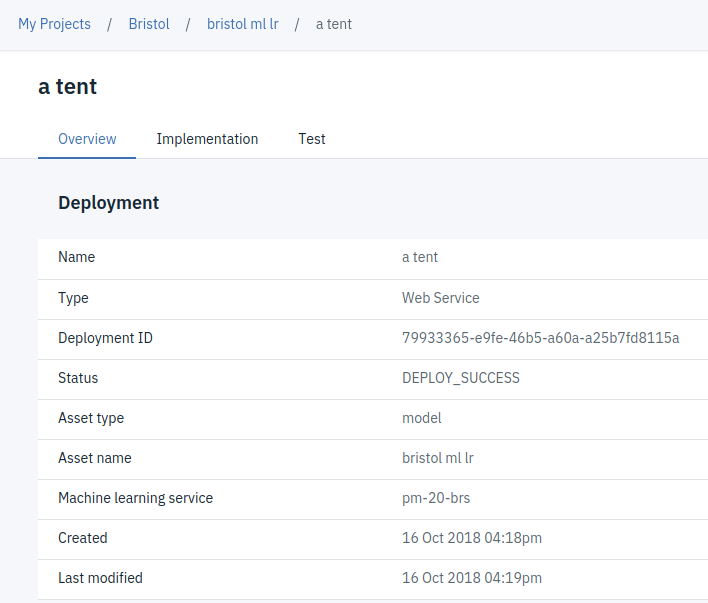 My Projects / Bristol / bristol ml lr / a tent
a tent
Overview Implementation Test
Deployment
Name a tent
Type Web Service
Deployment ID 79933365-e9fe-46b5-a60a-a25b7fd8115a
Status DEPLOY_SUCCESS
Asset type model
Asset name bristol ml lr
Machine learning service pm-20-brs
Created 16 Oct 2018 04:18pm
Last modified 16 Oct 2018 04:19pm